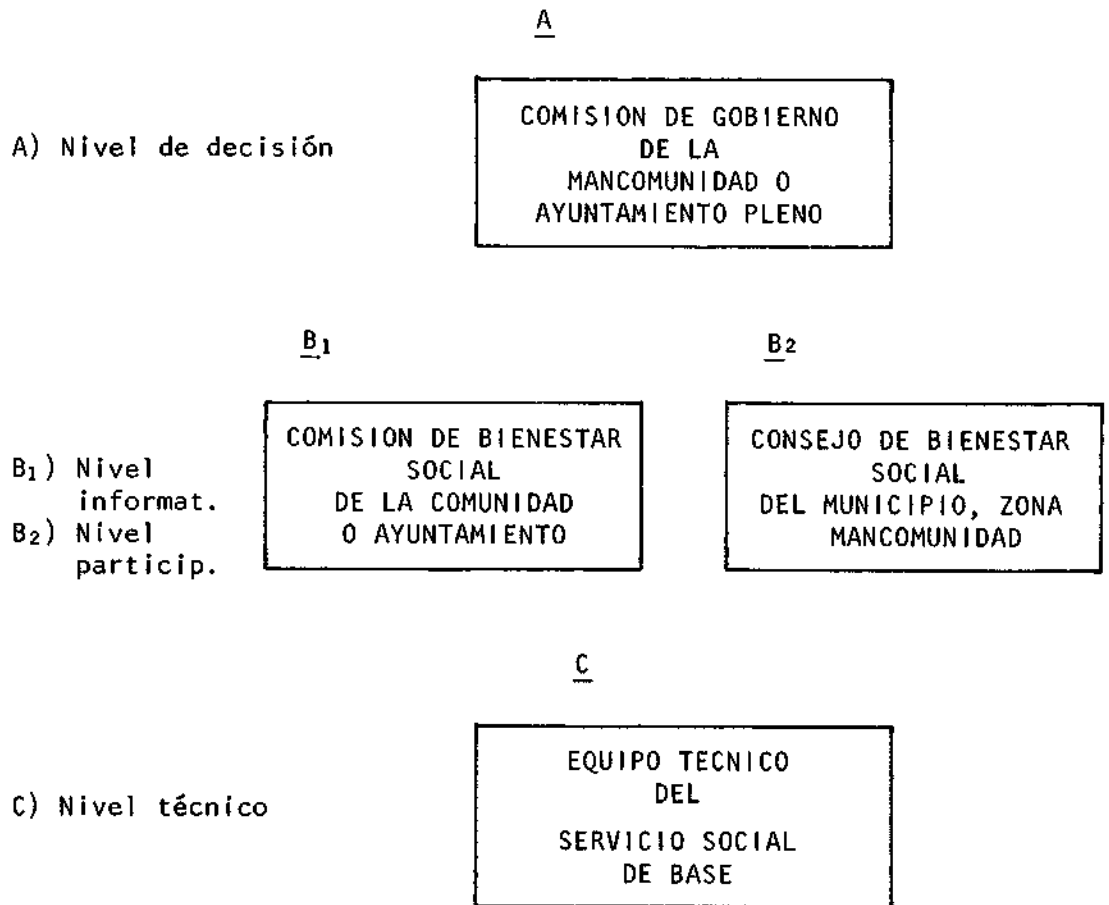 A
A) Nivel de decisión
COMISION DE GOBIERNO
DE LA
MANCOMUNIDAD O
AYUNTAMIENTO PLENO
B1
B2
B1) Nivel
informat.
B2) Nivel
particip.
COMISION DE BIENESTAR
SOCIAL
DE LA COMUNIDAD
O AYUNTAMIENTO
CONSEJO DE BIENESTAR
SOCIAL
DEL MUNICIPIO, ZONA
MANCOMUNIDAD
C
C) Nivel técnico
EQUIPO TECNICO
DEL
SERVICIO SOCIAL
DE BASE